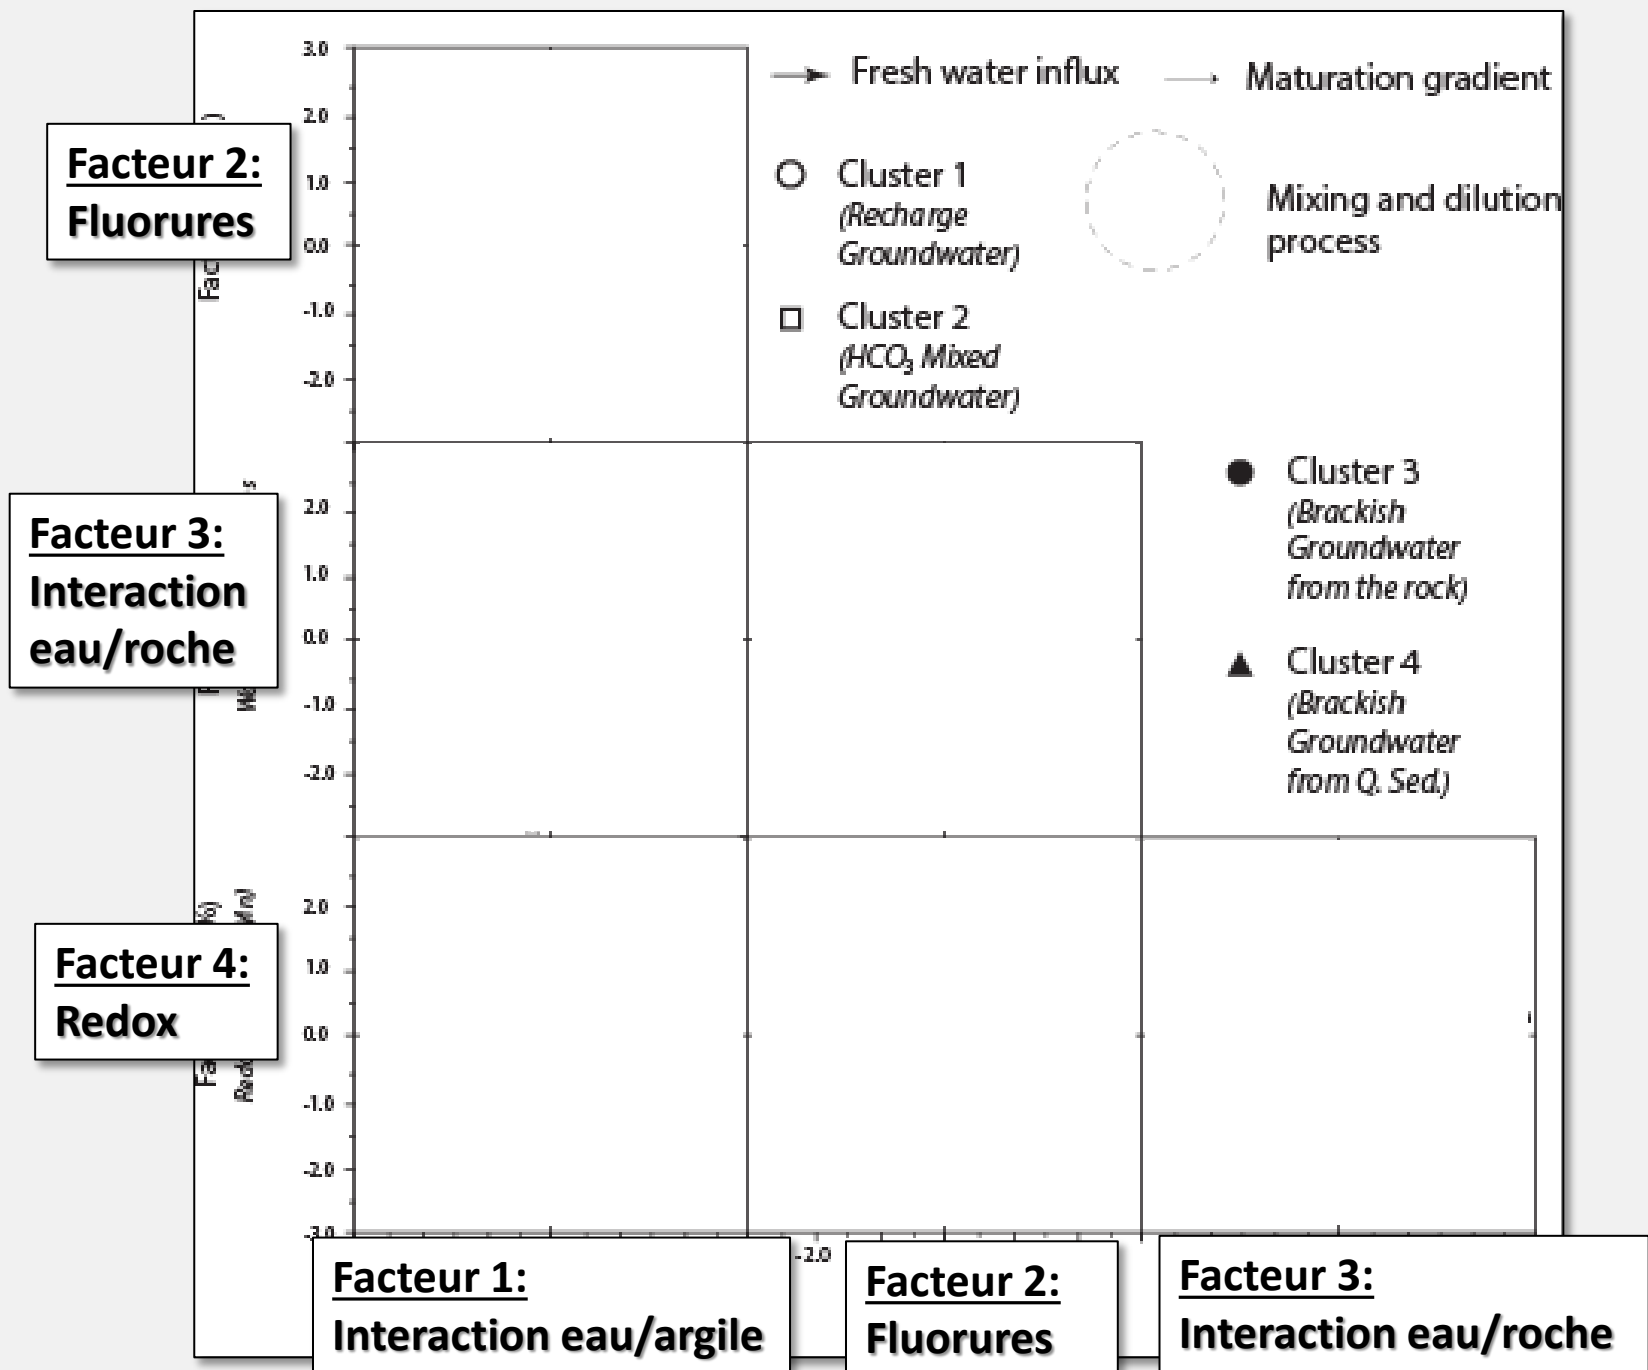 3.0
2.0
1.0
0.0
-1.0
-2.0
Fresh water influx
Maturation gradient
Cluster 1
(Recharge
Groundwater)
Mixing and dilution
process
Cluster 2
(HCO₃ Mixed
Groundwater)
Facteur 2:
Fluorures
Fac
2.0
1.0
0.0
-1.0
-2.0
Cluster 3
(Brackish
Groundwater
from the rock)
Cluster 4
(Brackish
Groundwater
from Q. Sed.)
Facteur 3:
Interaction
eau/roche
2.0
1.0
0.0
-1.0
-2.0
-3.0
Facteur 4:
Redox
-2.0
Facteur 1:
Interaction eau/argile
Facteur 2:
Fluorures
Facteur 3:
Interaction eau/roche